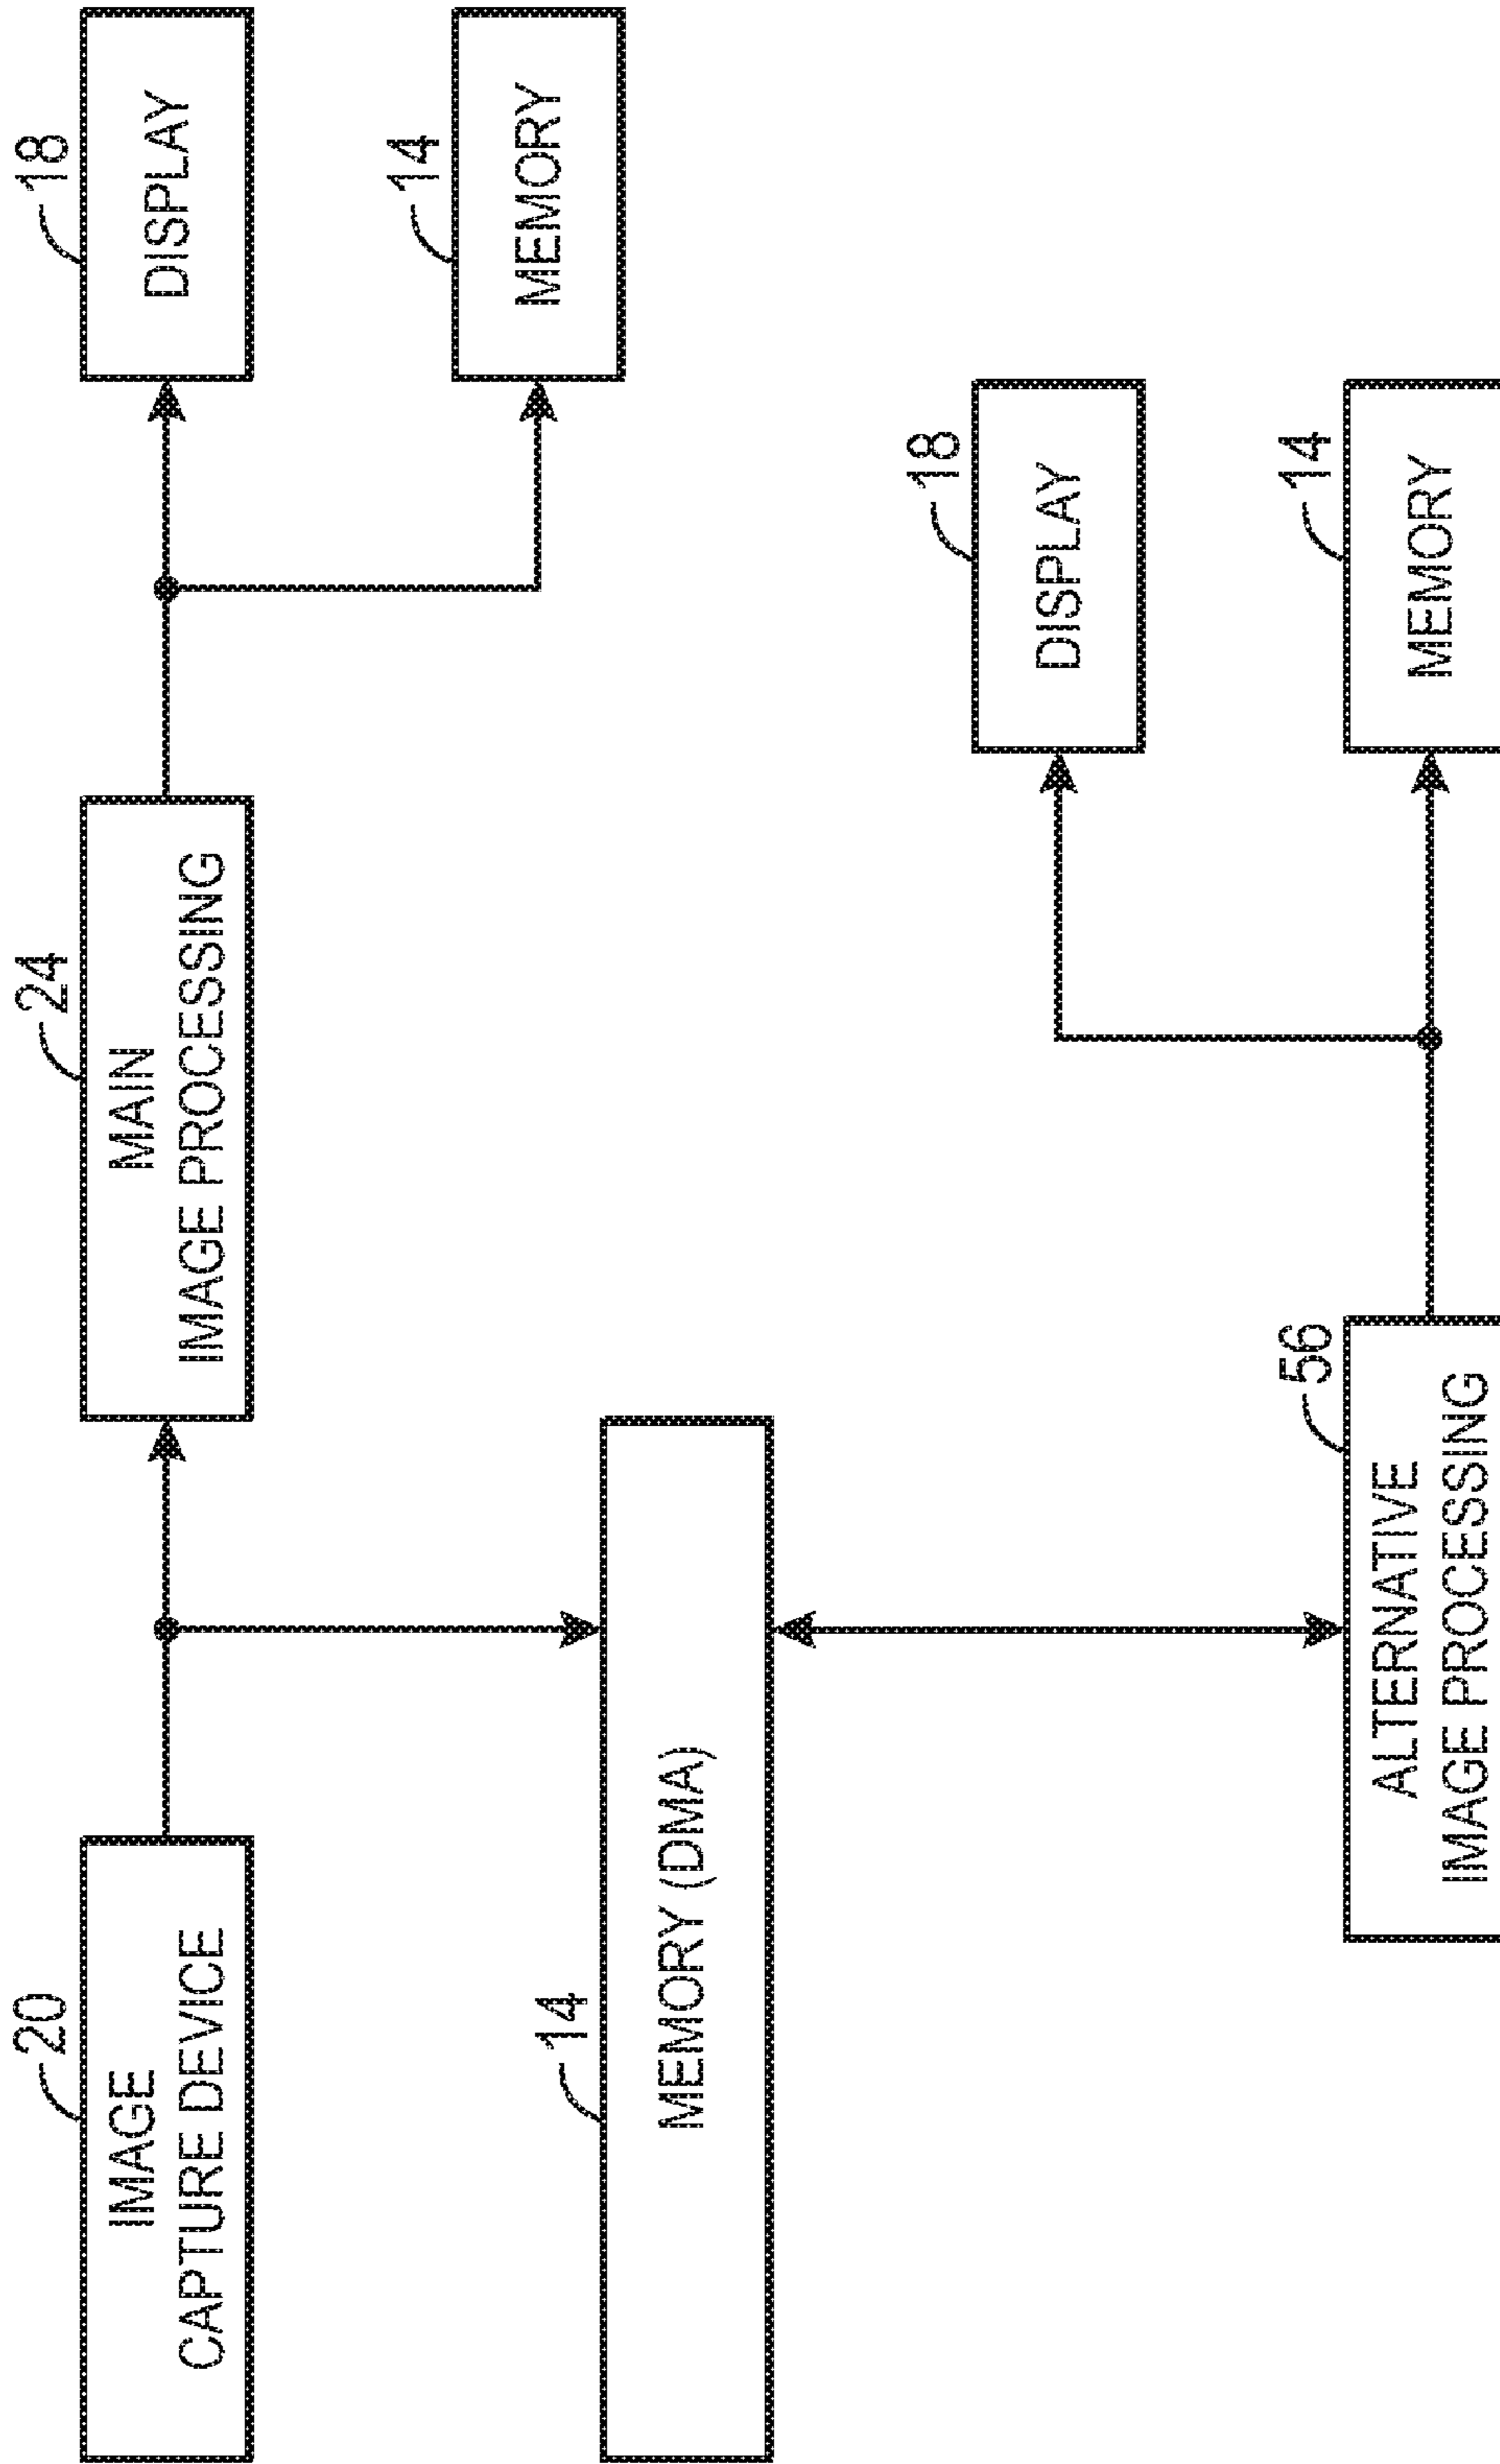 20
IMAGE
CAPTURE DEVICE
24
MAIN
IMAGE PROCESSING
18
DISPLAY
14
MEMORY
14
MEMORY (DMA)
18
DISPLAY
56
ALTERNATIVE
IMAGE PROCESSING
14
MEMORY